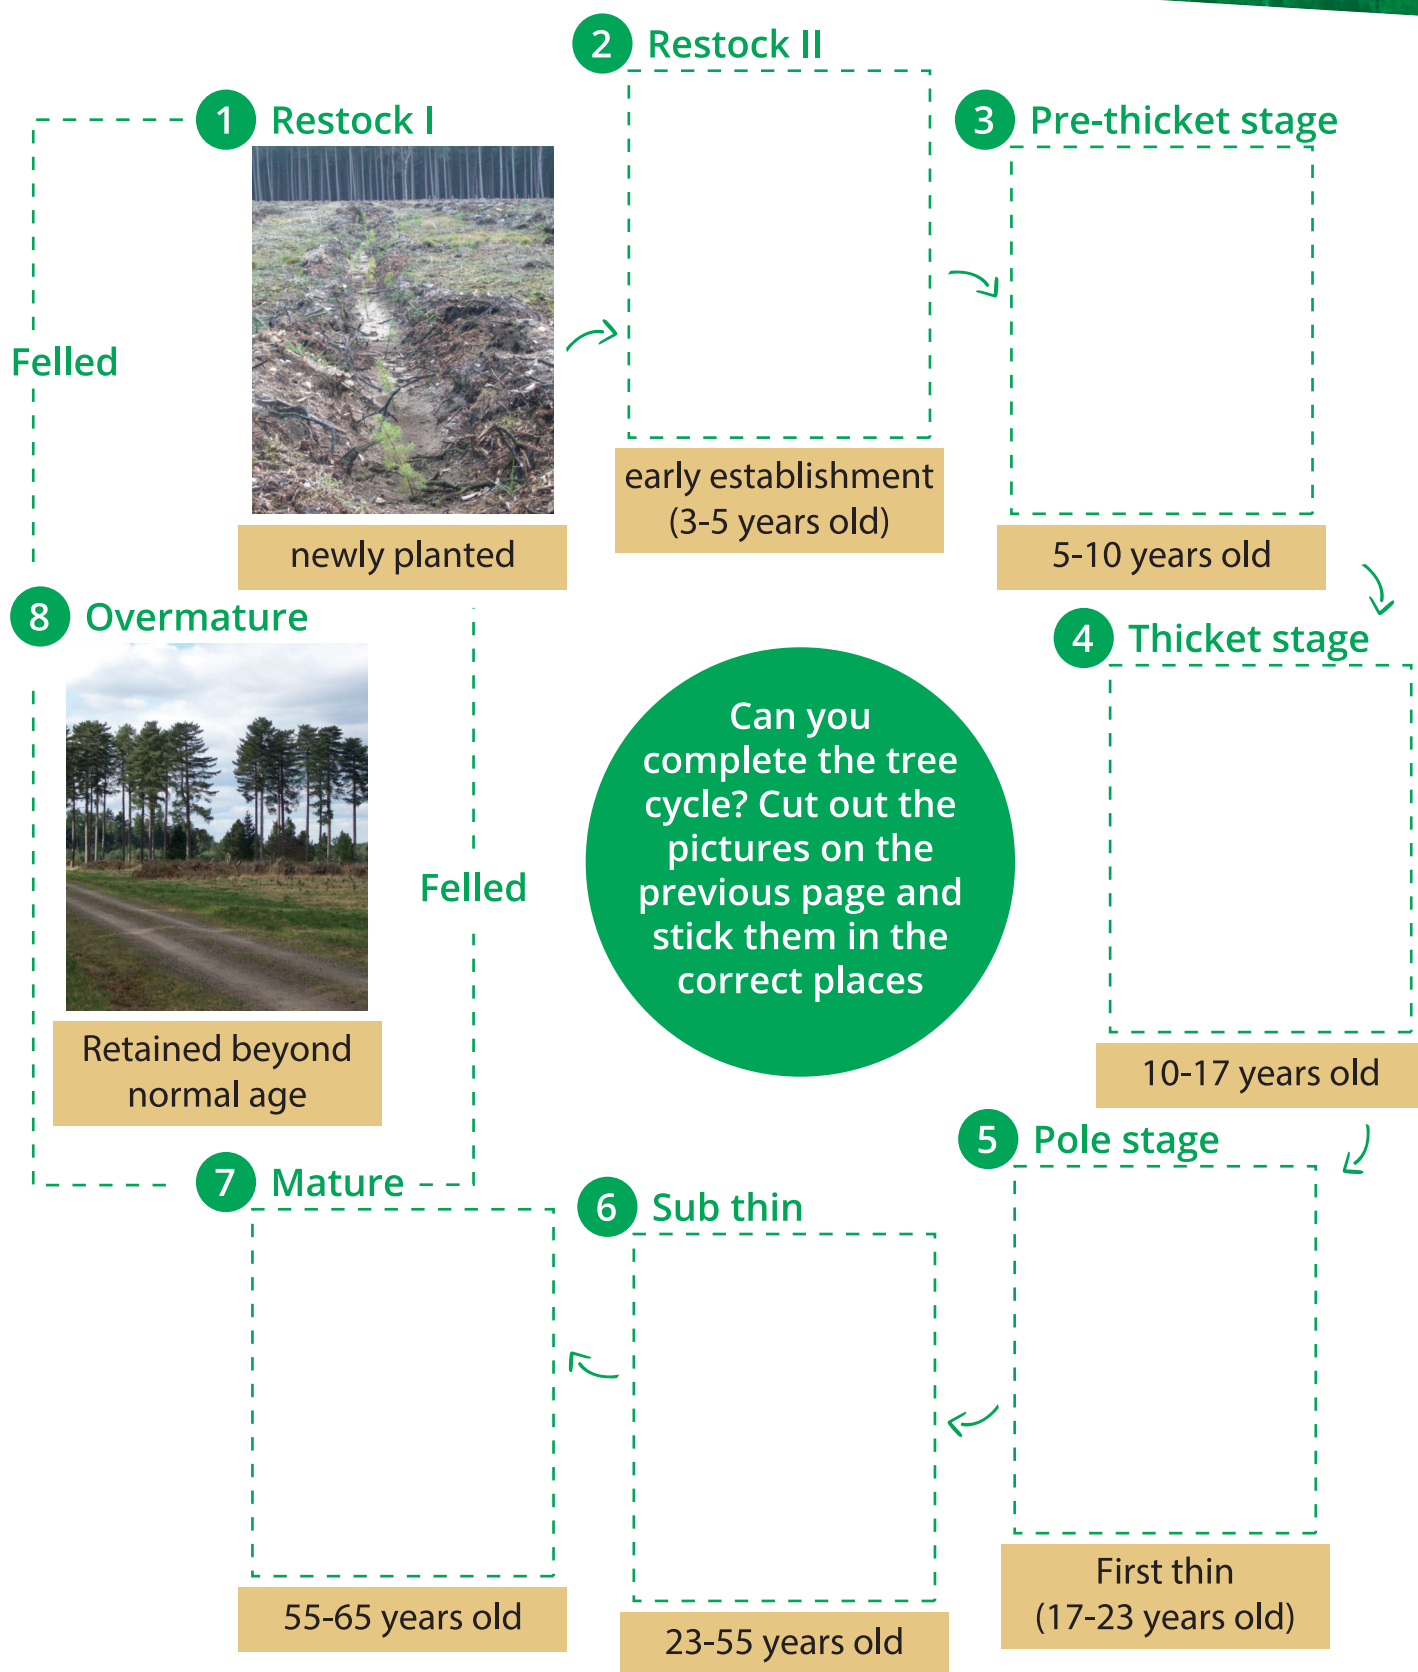 1 Restock I
newly planted
2 Restock II
early establishment
(3-5 years old)
3 Pre-thicket stage
5-10 years old
4 Thicket stage
10-17 years old
5 Pole stage
First thin
(17-23 years old)
6 Sub thin
23-55 years old
7 Mature
55-65 years old
8 Overmature
Retained beyond
normal age
Felled
Felled
Can you
complete the tree
cycle? Cut out the
pictures on the
previous page and
stick them in the
correct places